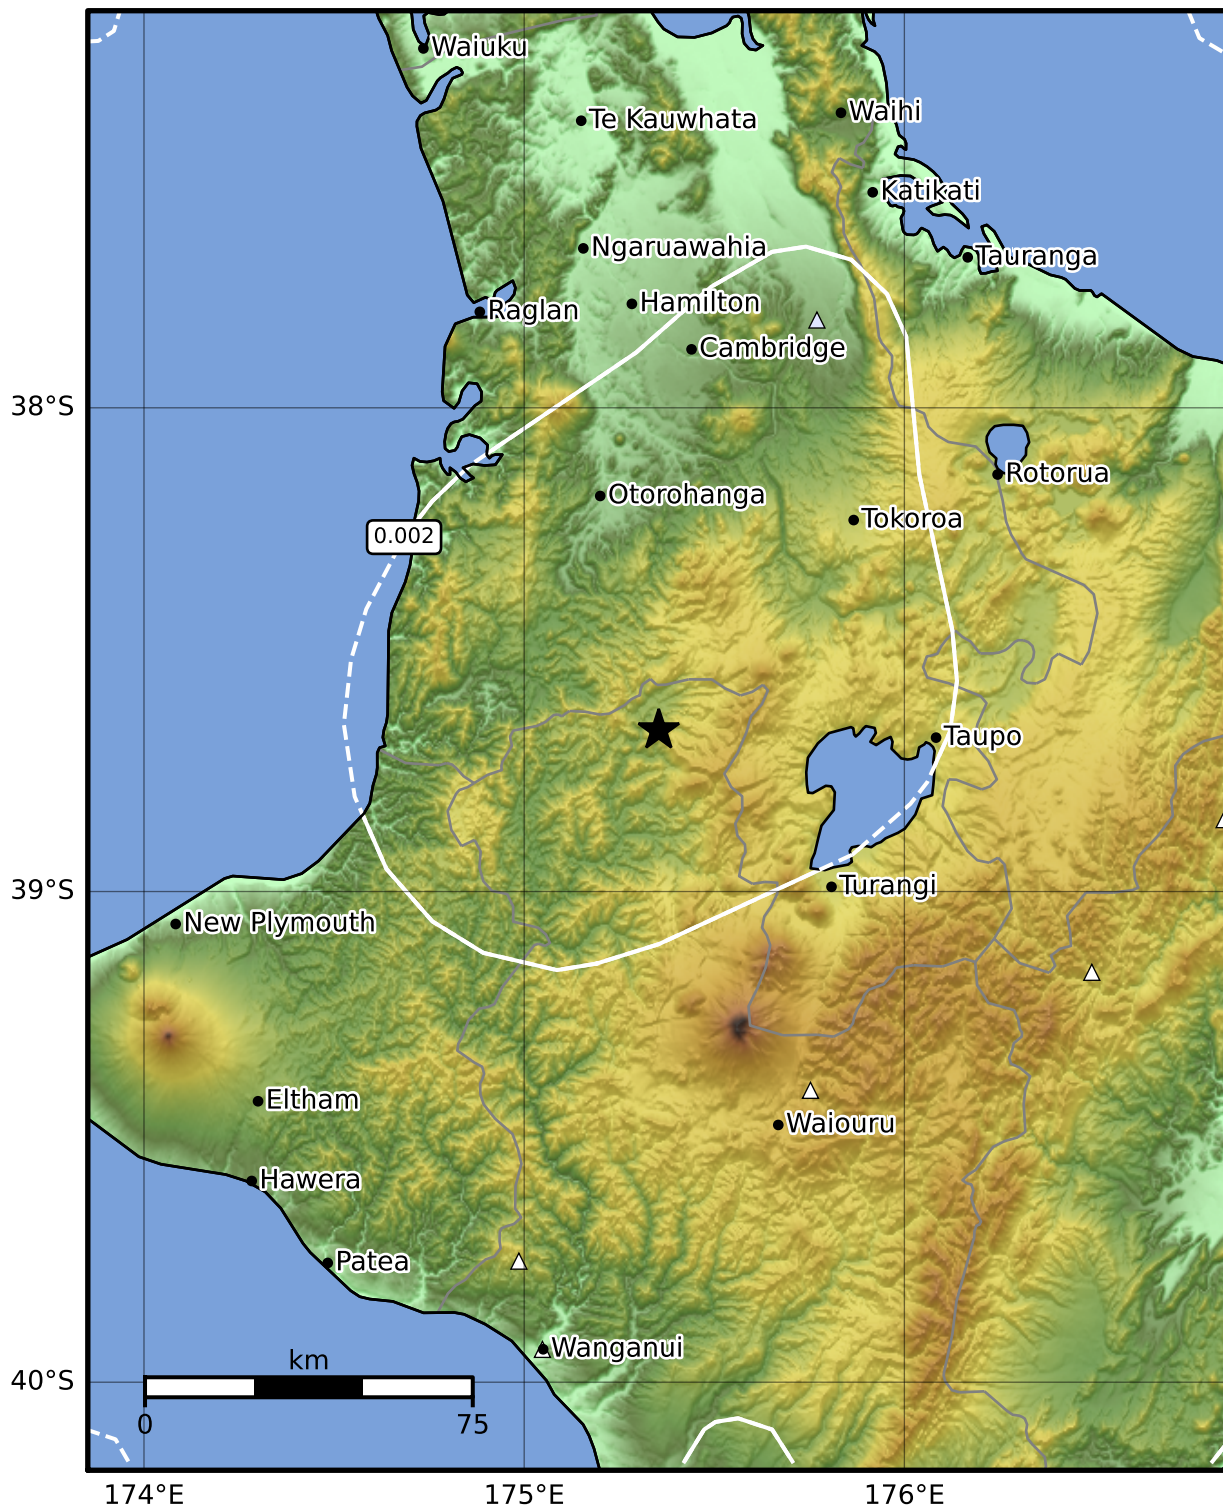 Waiuku
Waihi
Te Kauwhata
Katikati
Ngaruawahia
Tauranga
Hamilton
Raglan
Cambridge
38°S
Rotorua
Otorohanga
Tokoroa
0.002
Taupo
Turangi
39°S
New Plymouth
Eltham
Waiouru
Hawera
Patea
Wanganui
km
40°S
0 75
174°E 175°E 176°E